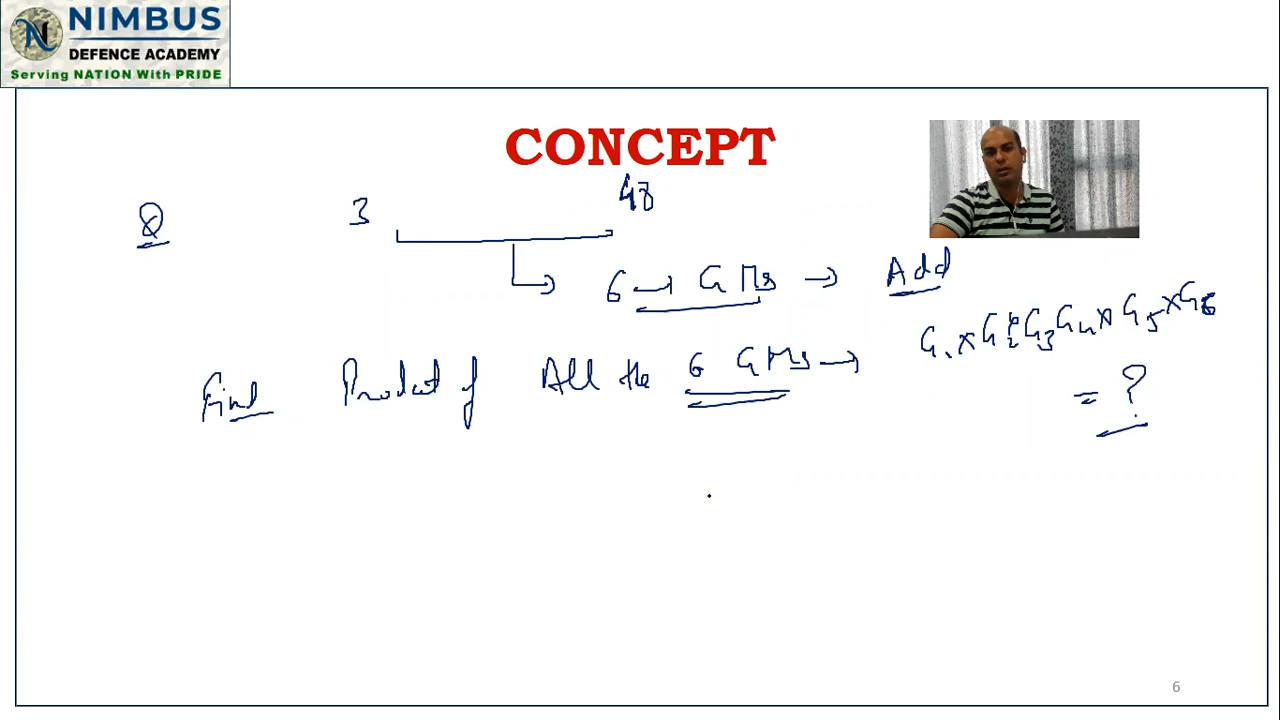 NIMBUS
DEFENCE ACADEMY
Serving NATION With PRIDE
CONCEPT
Q 3 48
6 → GMs → Add
G1 x G2 x G3 G4 x G5 x G6
Find Product of All the 6 GMs →
= ?
6